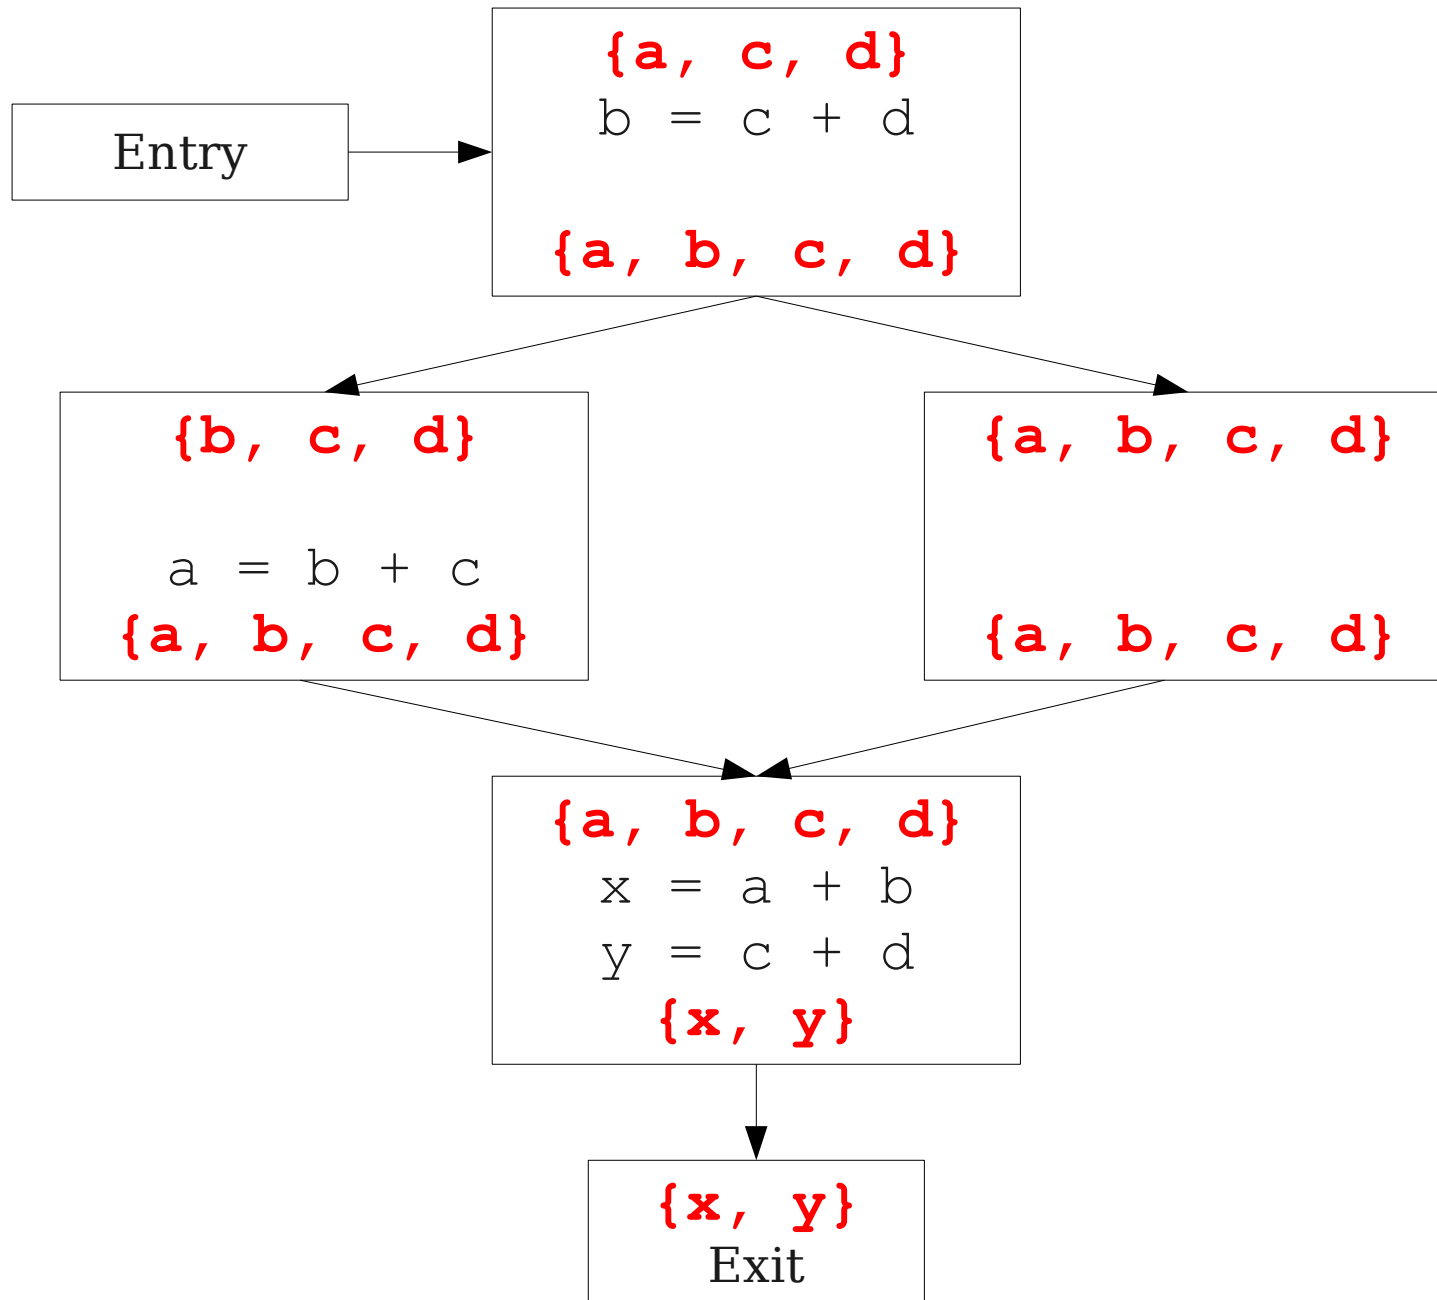 {a, c, d}
b = c + d
{a, b, c, d}
Entry
{b, c, d}
a = b + c
{a, b, c, d}
{a, b, c, d}
{a, b, c, d}
{a, b, c, d}
x = a + b
y = c + d
{x, y}
{x, y}
Exit